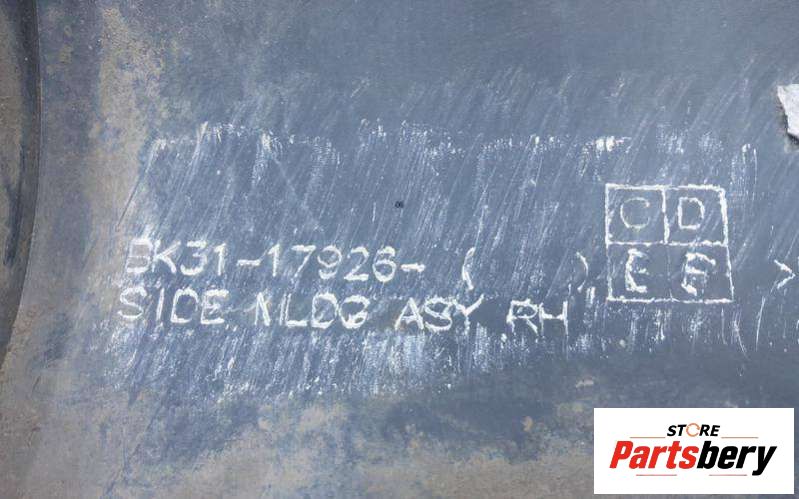 C D
BK31-17926-( )
E F >
SIDE MLDG ASY RH
STORE
Partsbery